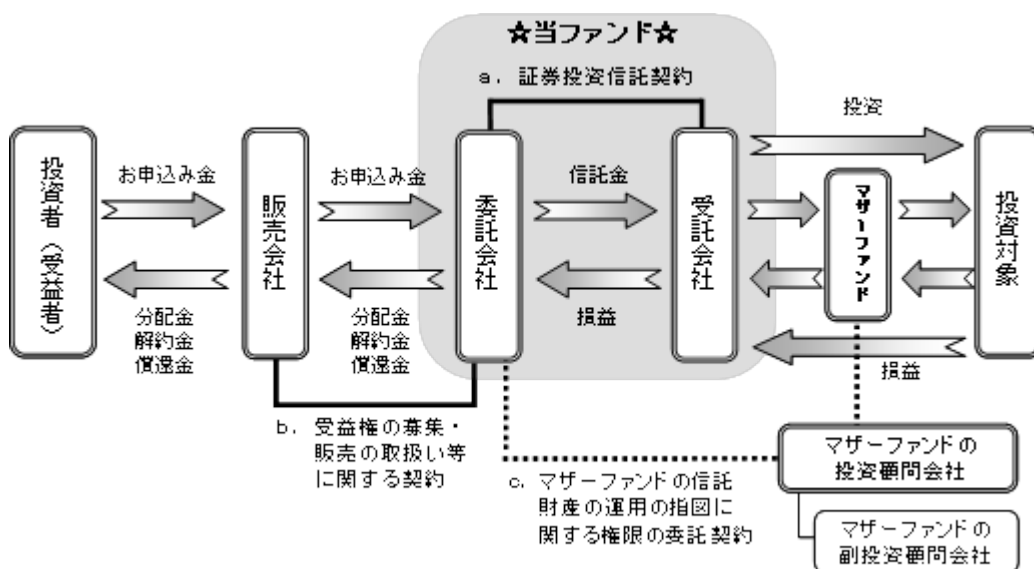 ★当ファンド★
a. 証券投資信託契約
投資者（受益者）
お申込み金
分配金
解約金
償還金
販売会社
お申込み金
分配金
解約金
償還金
委託会社
信託金
損益
受託会社
投資
マザーファンド
損益
投資対象
b. 受益権の募集・
販売の取扱い等
に関する契約
c. マザーファンドの信託
財産の運用の指図に
関する権限の委託契約
マザーファンドの
投資顧問会社
マザーファンドの
副投資顧問会社